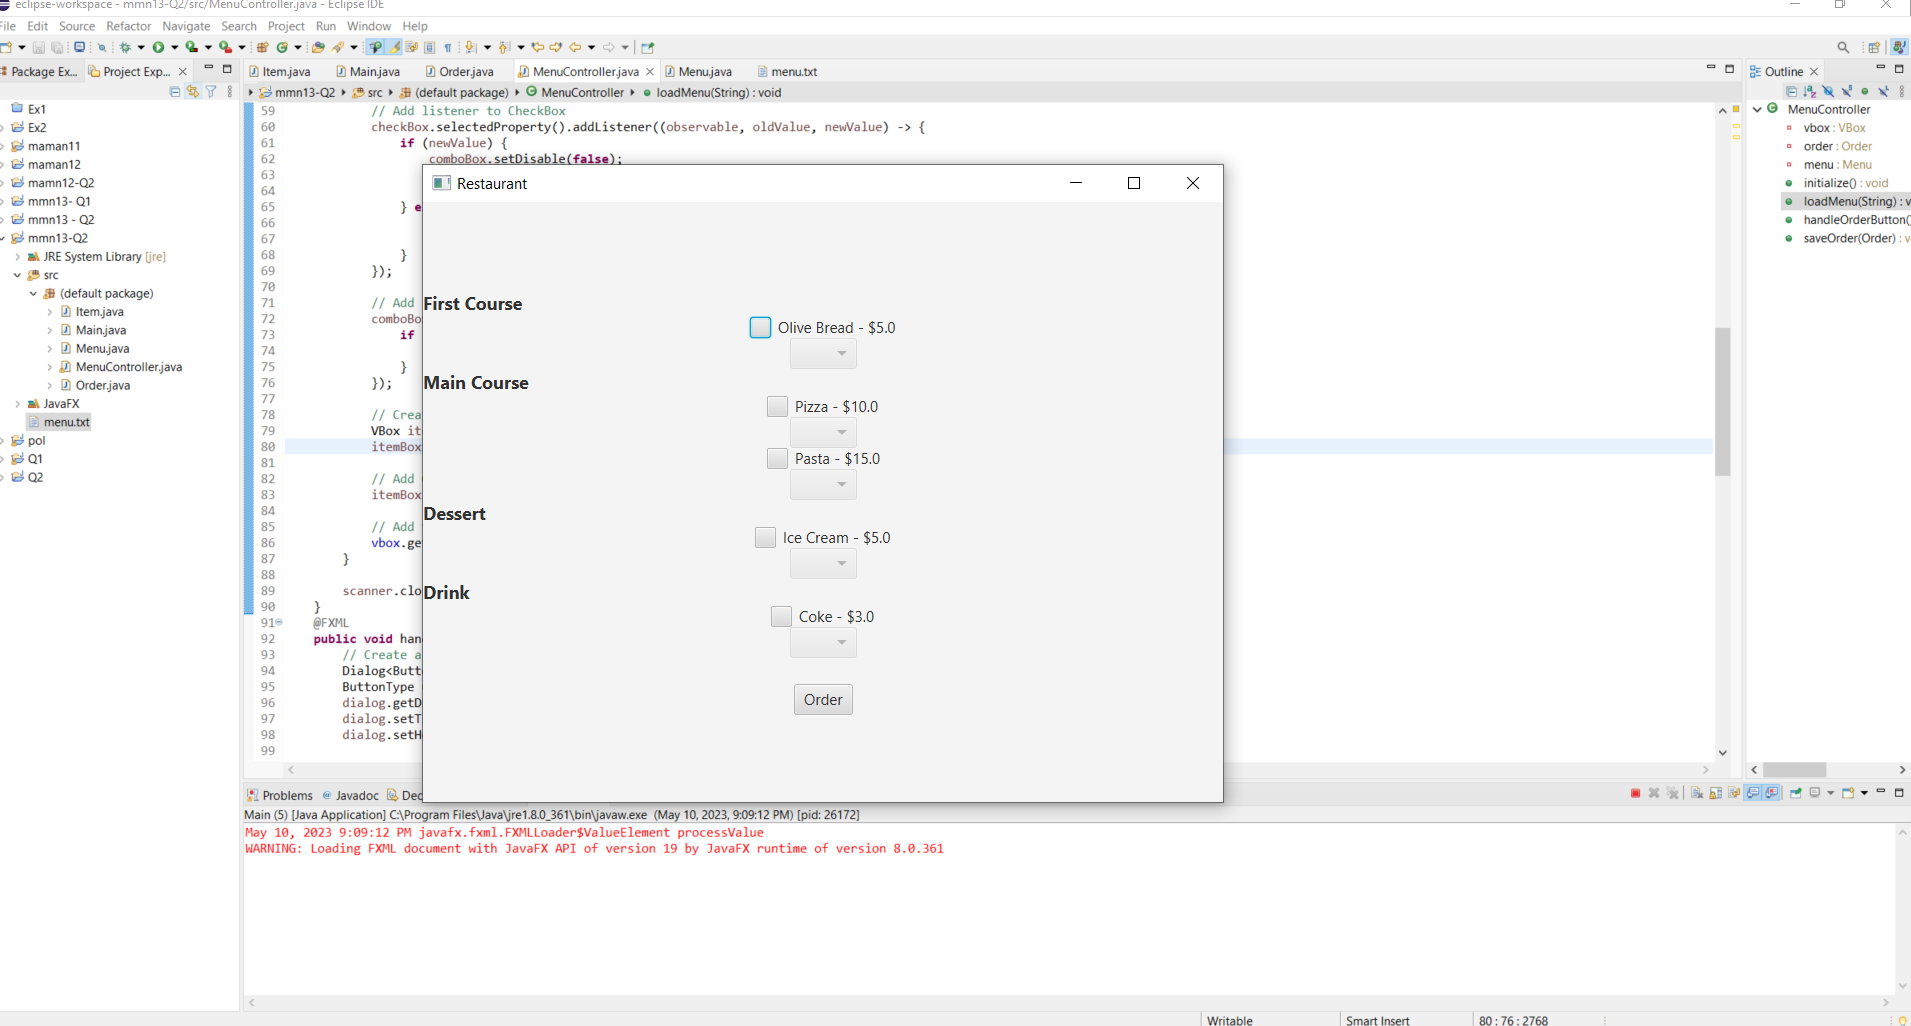 eclipse-workspace - mmn13-Q2/src/MenuController.java - Eclipse IDE
File Edit Source Refactor Navigate Search Project Run Window Help
Package Ex... Project Exp...
Item.java Main.java Order.java MenuController.java Menu.java menu.txt
Outline
mmn13-Q2 src (default package) MenuController loadMenu(String) : void
Ex1
Ex2
maman11
maman12
mamn12-Q2
mmn13- Q1
mmn13 - Q2
mmn13-Q2
JRE System Library [jre]
src
(default package)
Item.java
Main.java
Menu.java
MenuController.java
Order.java
JavaFX
menu.txt
pol
Q1
Q2
59 // Add listener to CheckBox
60 checkBox.selectedProperty().addListener((observable, oldValue, newValue) -> {
61 if (newValue) {
62 comboBox.setDisable(false);
63
64
65 } e
66
67
68 }
69 });
70
71 // Add
72 comboBo
73 if
74
75 }
76 });
77
78 // Crea
79 VBox it
80 itemBox
81
82 // Add
83 itemBox
84
85 // Add
86 vbox.ge
87 }
88
89 scanner.clo
90 }
91 @FXML
92 public void han
93 // Create a
94 Dialog<Butt
95 ButtonType
96 dialog.getD
97 dialog.setT
98 dialog.setH
99
Restaurant
First Course
Olive Bread - $5.0
Main Course
Pizza - $10.0
Pasta - $15.0
Dessert
Ice Cream - $5.0
Drink
Coke - $3.0
Order
MenuController
vbox : VBox
order : Order
menu : Menu
initialize() : void
loadMenu(String) : v
handleOrderButton()
saveOrder(Order) : v
Problems Javadoc Dec
Main (5) [Java Application] C:\Program Files\Java\jre1.8.0_361\bin\javaw.exe (May 10, 2023, 9:09:12 PM) [pid: 26172]
May 10, 2023 9:09:12 PM javafx.fxml.FXMLLoader$ValueElement processValue
WARNING: Loading FXML document with JavaFX API of version 19 by JavaFX runtime of version 8.0.361
Writable Smart Insert 80 : 76 : 2768